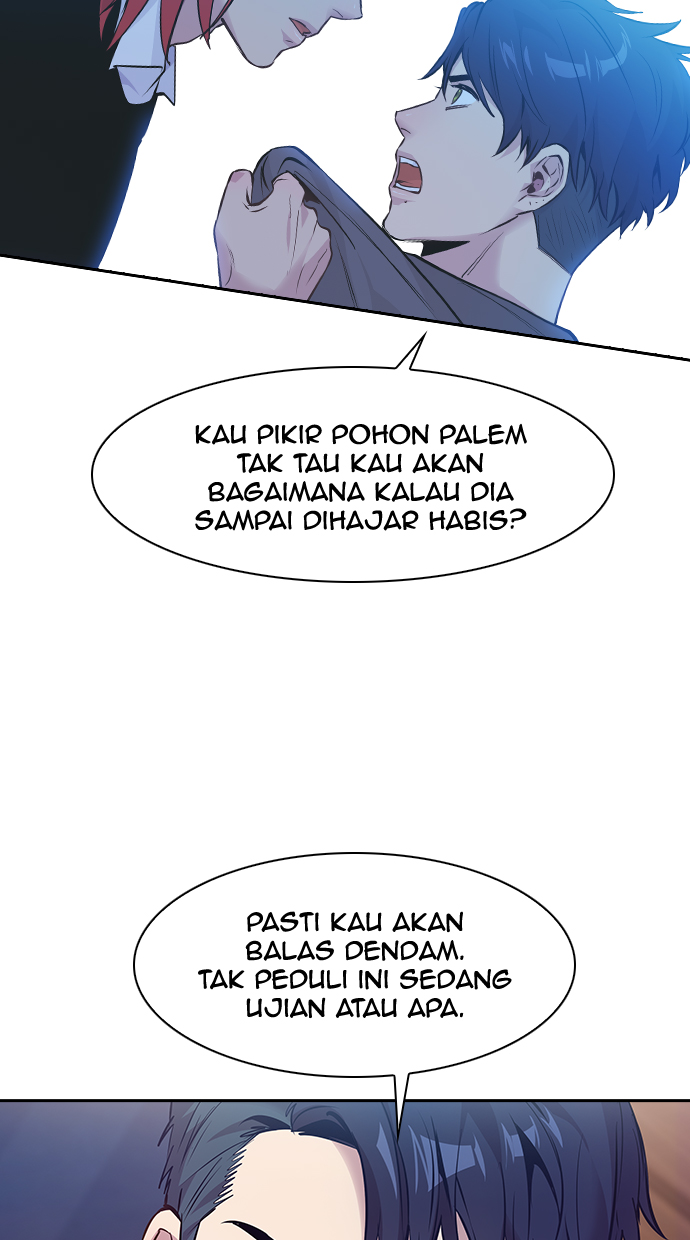 KAU PIKIR POHON PALEM
TAK TAU KAU AKAN
BAGAIMANA KALAU DIA
SAMPAI DIHAJAR HABIS?
PASTI KAU AKAN
BALAS DENDAM.
TAK PEDULI INI SEDANG
UJIAN ATAU APA.